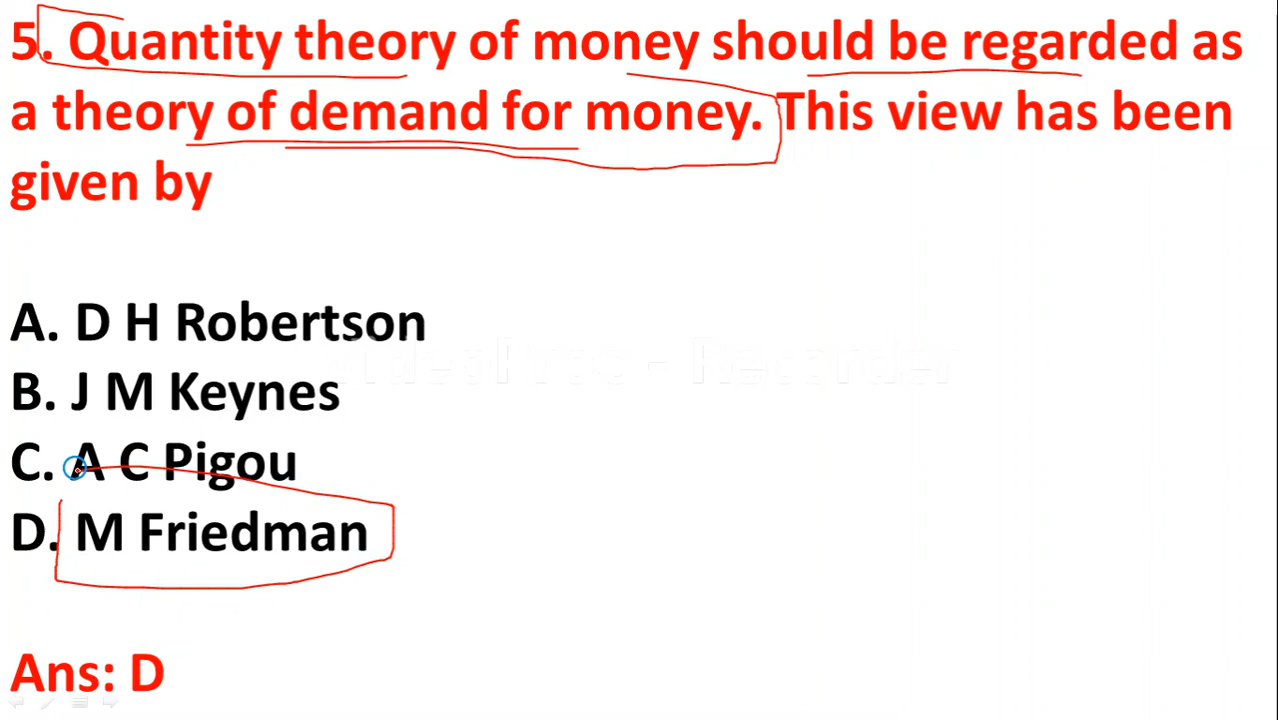 5. Quantity theory of money should be regarded as
a theory of demand for money. This view has been
given by
A. D H Robertson
B. J M Keynes
C. A C Pigou
D. M Friedman
Ans: D